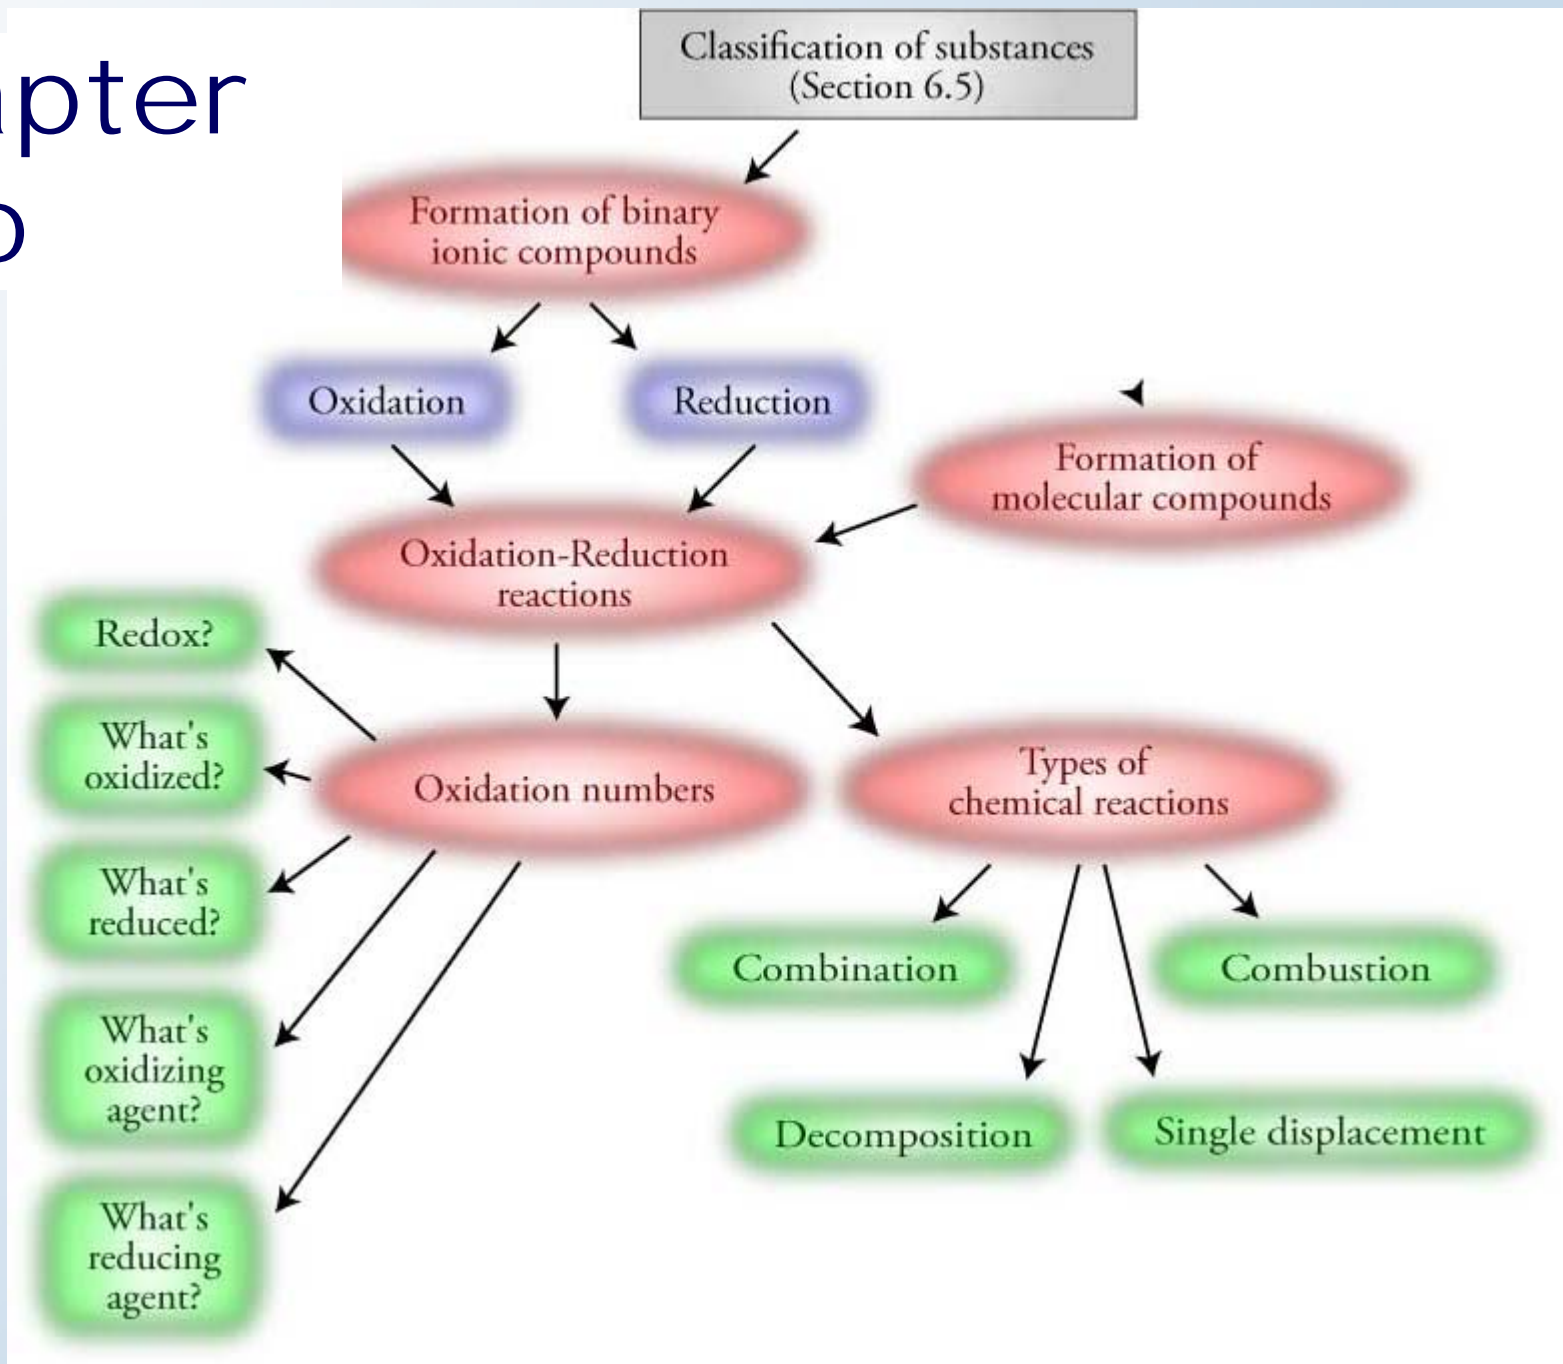 Classification of substances
(Section 6.5)
Formation of binary
ionic compounds
Oxidation
Reduction
Formation of
molecular compounds
Oxidation-Reduction
reactions
Redox?
What's
oxidized?
What's
reduced?
What's
oxidizing
agent?
What's
reducing
agent?
Oxidation numbers
Types of
chemical reactions
Combination
Combustion
Decomposition
Single displacement